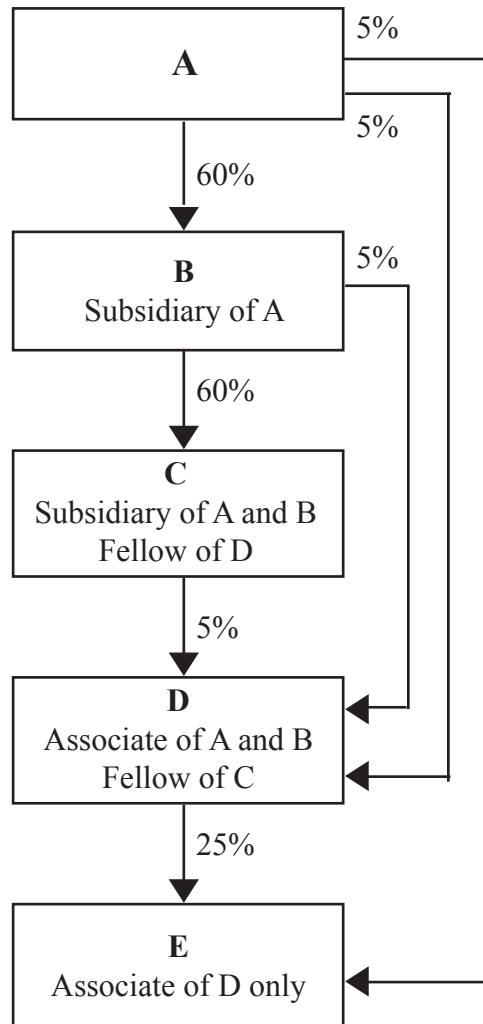 5%
A
5%
60%
B
5%
Subsidiary of A
60%
C
Subsidiary of A and B
Fellow of D
5%
D
Associate of A and B
Fellow of C
25%
E
Associate of D only